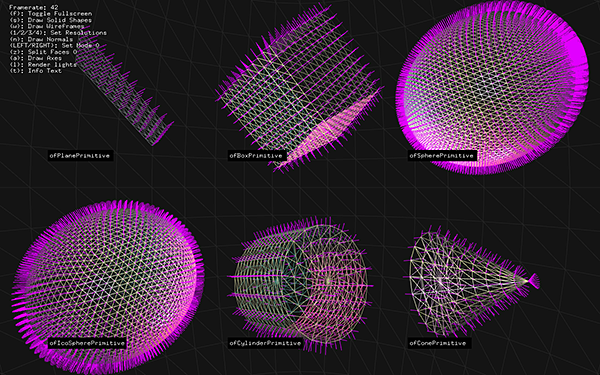 Framerate: 42
(f): Toggle Fullscreen
(s): Draw Solid Shapes
(w): Draw Wireframes
(1/2/3/4): Set Resolutions
(n): Draw Normals
(LEFT/RIGHT): Set Mode 0
(z): Split Faces 0
(a): Draw Axes
(l): Render lights
(t): Info Text
ofPlanePrimitive
ofBoxPrimitive
ofSpherePrimitive
ofIcoSpherePrimitive
ofCylinderPrimitive
ofConePrimitive